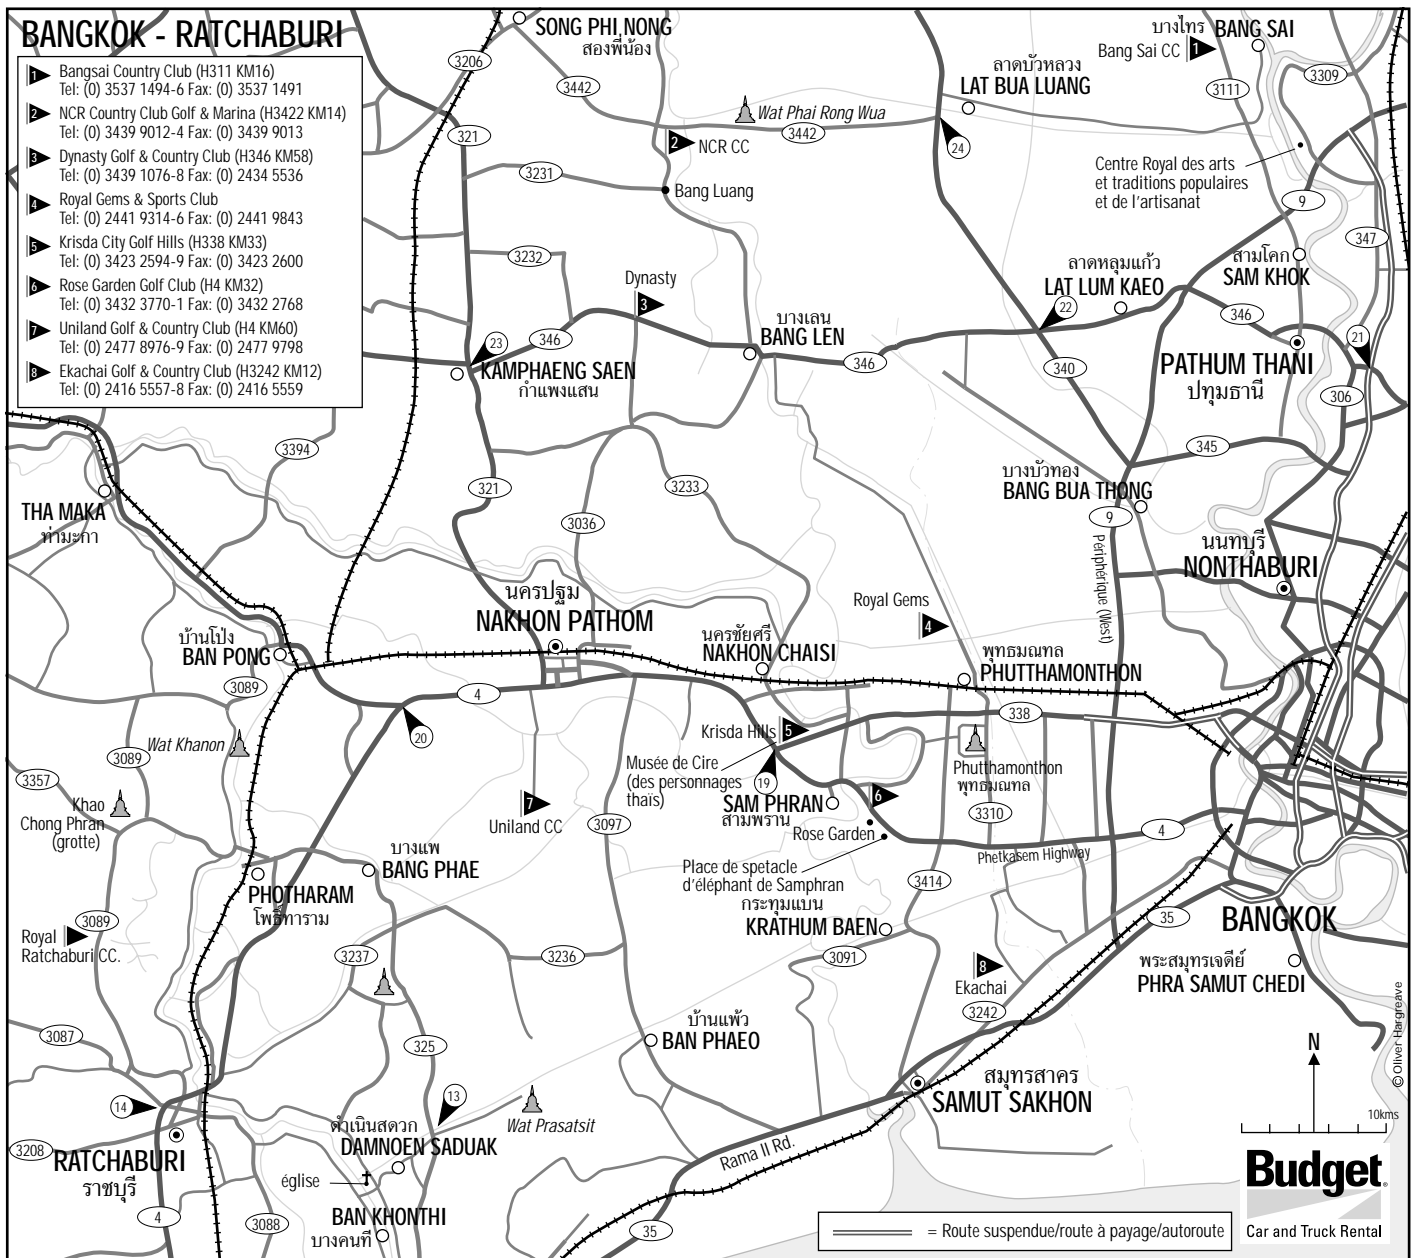 BANGKOK - RATCHABURI
1 Bangsai Country Club (H311 KM16)
Tel: (0) 3537 1494-6 Fax: (0) 3537 1491
2 NCR Country Club Golf & Marina (H3422 KM14)
Tel: (0) 3439 9012-4 Fax: (0) 3439 9013
3 Dynasty Golf & Country Club (H346 KM58)
Tel: (0) 3439 1076-8 Fax: (0) 2434 5536
4 Royal Gems & Sports Club
Tel: (0) 2441 9314-6 Fax: (0) 2441 9843
5 Krisda City Golf Hills (H338 KM33)
Tel: (0) 3423 2594-9 Fax: (0) 3423 2600
6 Rose Garden Golf Club (H4 KM32)
Tel: (0) 3432 3770-1 Fax: (0) 3432 2768
7 Uniland Golf & Country Club (H4 KM60)
Tel: (0) 2477 8976-9 Fax: (0) 2477 9798
8 Ekachai Golf & Country Club (H3242 KM12)
Tel: (0) 2416 5557-8 Fax: (0) 2416 5559
SONG PHI NONG
สองพี่น้อง
3206
3442
321
Wat Phai Rong Wua
3442
2 NCR CC
3231
Bang Luang
ลาดบัวหลวง
LAT BUA LUANG
24
บางไทร
BANG SAI
Bang Sai CC 1
3111
3309
Centre Royal des arts
et traditions populaires
et de l'artisanat
9
347
3232
Dynasty
3
346
23
KAMPHAENG SAEN
กำแพงแสน
บางเลน
BANG LEN
346
ลาดหลุมแก้ว
LAT LUM KAEO
22
สามโคก
SAM KHOK
346
21
340
PATHUM THANI
ปทุมธานี
306
345
3394
321
3233
3036
บางบัวทอง
BANG BUA THONG
9
Périphérique (West)
THA MAKA
ท่ามะกา
นนทบุรี
NONTHABURI
นครปฐม
NAKHON PATHOM
Royal Gems
4
นครชัยศรี
NAKHON CHAISI
พุทธมณฑล
PHUTTHAMONTHON
บ้านโป่ง
BAN PONG
3089
4
20
338
Krisda Hills 5
Wat Khanon
3089
Musée de Cire
(des personnages
thaïs)
19
Phutthamonthon
พุทธมณฑล
3357
Khao
Chong Phran
(grotte)
7
Uniland CC
3097
SAM PHRAN
สามพราน
6
Rose Garden
3310
4
Phetkasem Highway
บางแพ
BANG PHAE
PHOTHARAM
โพธิ์ทาราม
Place de spetacle
d'éléphant de Samphran
3414
กระทุมแบน
KRATHUM BAEN
3089
Royal
Ratchaburi CC.
3237
3236
3091
8
Ekachai
3242
35
BANGKOK
พระสมุทรเจดีย์
PHRA SAMUT CHEDI
3087
325
บ้านแพ้ว
BAN PHAEO
สมุทรสาคร
SAMUT SAKHON
N
© Oliver Hargreave
10kms
14
13
Wat Prasatsit
ดำเนินสดวก
DAMNOEN SADUAK
3208
RATCHABURI
ราชบุรี
église
BAN KHONTHI
บางคนที
4
3088
Rama II Rd.
35
= Route suspendue/route à payage/autoroute
Budget®
Car and Truck Rental